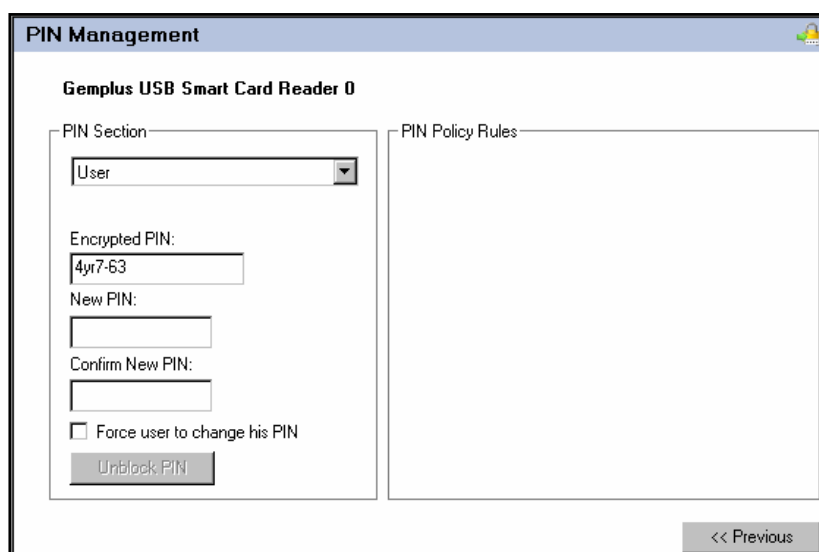 PIN Management
Gemplus USB Smart Card Reader 0
PIN Section
User
Encrypted PIN:
4yr7-63
New PIN:
Confirm New PIN:
Force user to change his PIN
Unblock PIN
PIN Policy Rules
<< Previous